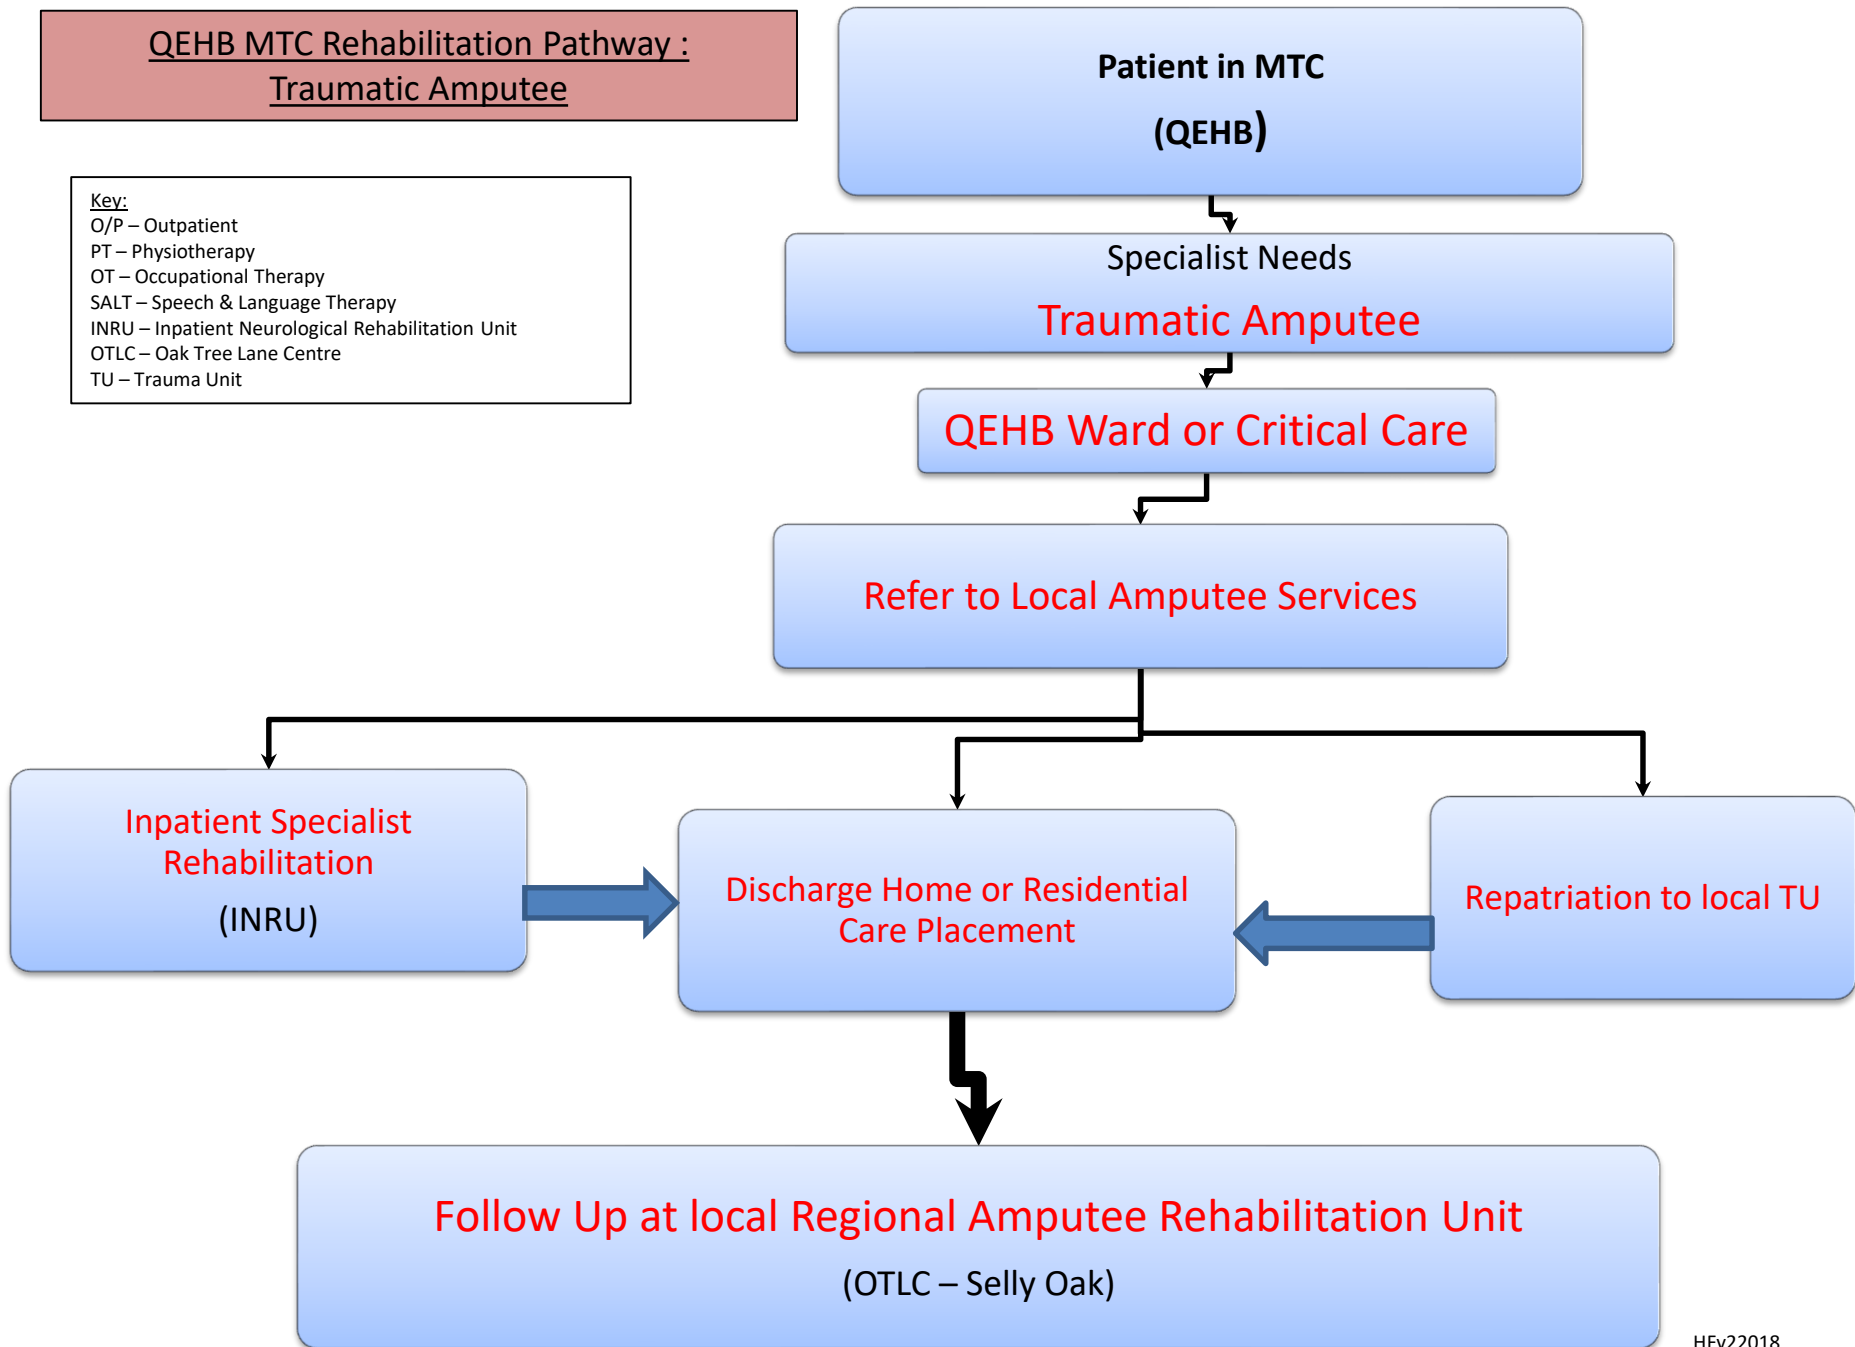 QEHB MTC Rehabilitation Pathway :
Traumatic Amputee
Key:
O/P – Outpatient
PT – Physiotherapy
OT – Occupational Therapy
SALT – Speech & Language Therapy
INRU – Inpatient Neurological Rehabilitation Unit
OTLC – Oak Tree Lane Centre
TU – Trauma Unit
Patient in MTC
(QEHB)
Specialist Needs
Traumatic Amputee
QEHB Ward or Critical Care
Refer to Local Amputee Services
Inpatient Specialist
Rehabilitation
(INRU)
Discharge Home or Residential
Care Placement
Repatriation to local TU
Follow Up at local Regional Amputee Rehabilitation Unit
(OTLC – Selly Oak)
HFv22018